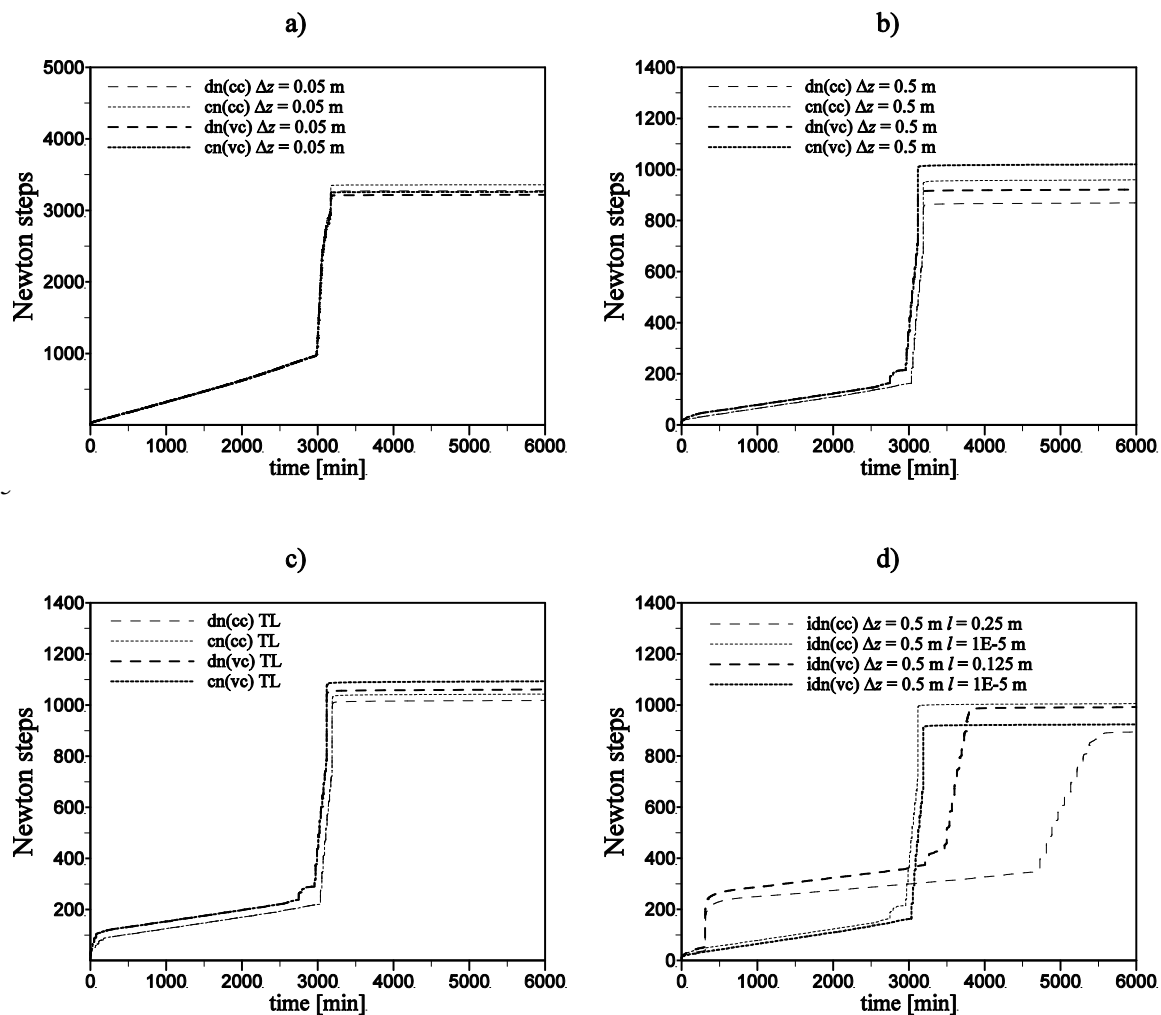 a)
5000
4000
3000
2000
1000
0.
1000.
2000.
3000.
4000.
5000.
6000.
Newton steps
time [min].
dn(cc) Δz = 0.05 m
cn(cc) Δz = 0.05 m
dn(vc) Δz = 0.05 m
cn(vc) Δz = 0.05 m
b)
1400
1200
1000
800
600
400
200
0
0.
1000.
2000.
3000.
4000.
5000.
6000.
Newton steps
time [min].
dn(cc) Δz = 0.5 m
cn(cc) Δz = 0.5 m
dn(vc) Δz = 0.5 m
cn(vc) Δz = 0.5 m
c)
1400
1200
1000
800
600
400
200
0.
1000.
2000.
3000.
4000.
5000.
6000.
Newton steps
time [min].
dn(cc) TL
cn(cc) TL
dn(vc) TL
cn(vc) TL
d)
1400
1200
1000
800
600
400
200
0
0.
1000.
2000.
3000.
4000.
5000.
6000.
Newton steps
time [min].
idn(cc) Δz = 0.5 m l = 0.25 m
idn(cc) Δz = 0.5 m l = 1E-5 m
idn(vc) Δz = 0.5 m l = 0.125 m
idn(vc) Δz = 0.5 m l = 1E-5 m